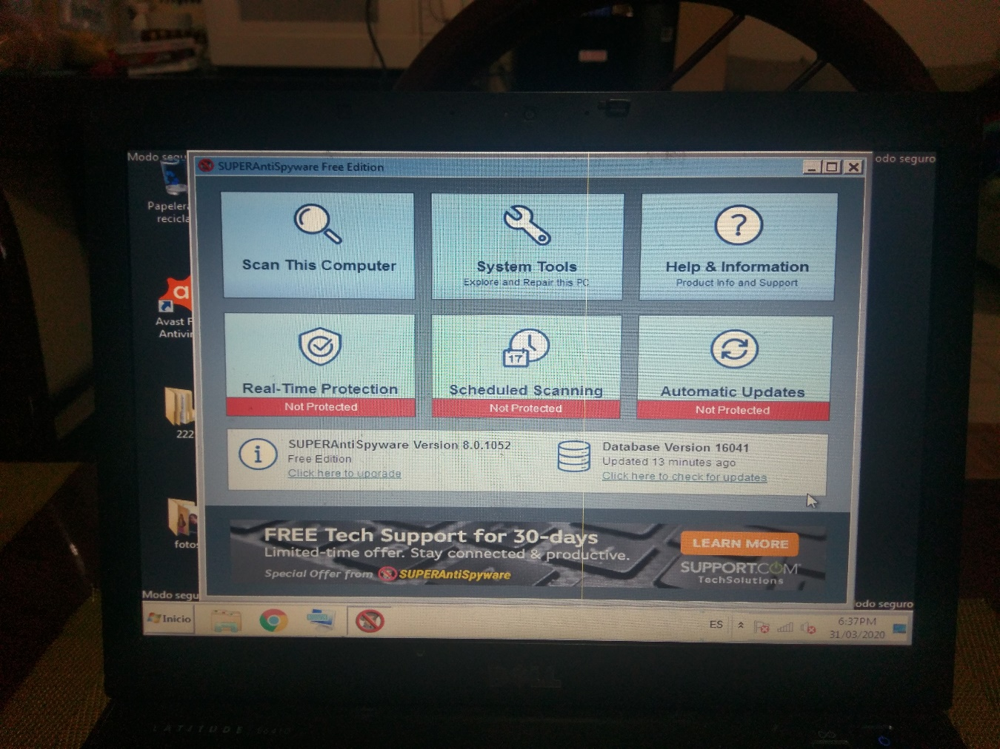 Modo segu
odo seguro
SUPERAntiSpyware Free Edition
Papelera
recicla
Scan This Computer
System Tools
Explore and Repair this PC
Help & Information
Product Info and Support
Avast F
Antivi
17
Real-Time Protection
Not Protected
Scheduled Scanning
Not Protected
Automatic Updates
Not Protected
222
SUPERAntiSpyware Version 8.0.1052
Free Edition
Click here to upgrade
Database Version 16041
Updated 13 minutes ago
Click here to check for updates
fotos
FREE Tech Support for 30-days
Limited-time offer. Stay connected & productive.
Special Offer from SUPERAntiSpyware
LEARN MORE
SUPPORT.COM
TechSolutions
Modo segu
odo seguro
Inicio
ES
6:37PM
31/03/2020
DELL
LATITUDE